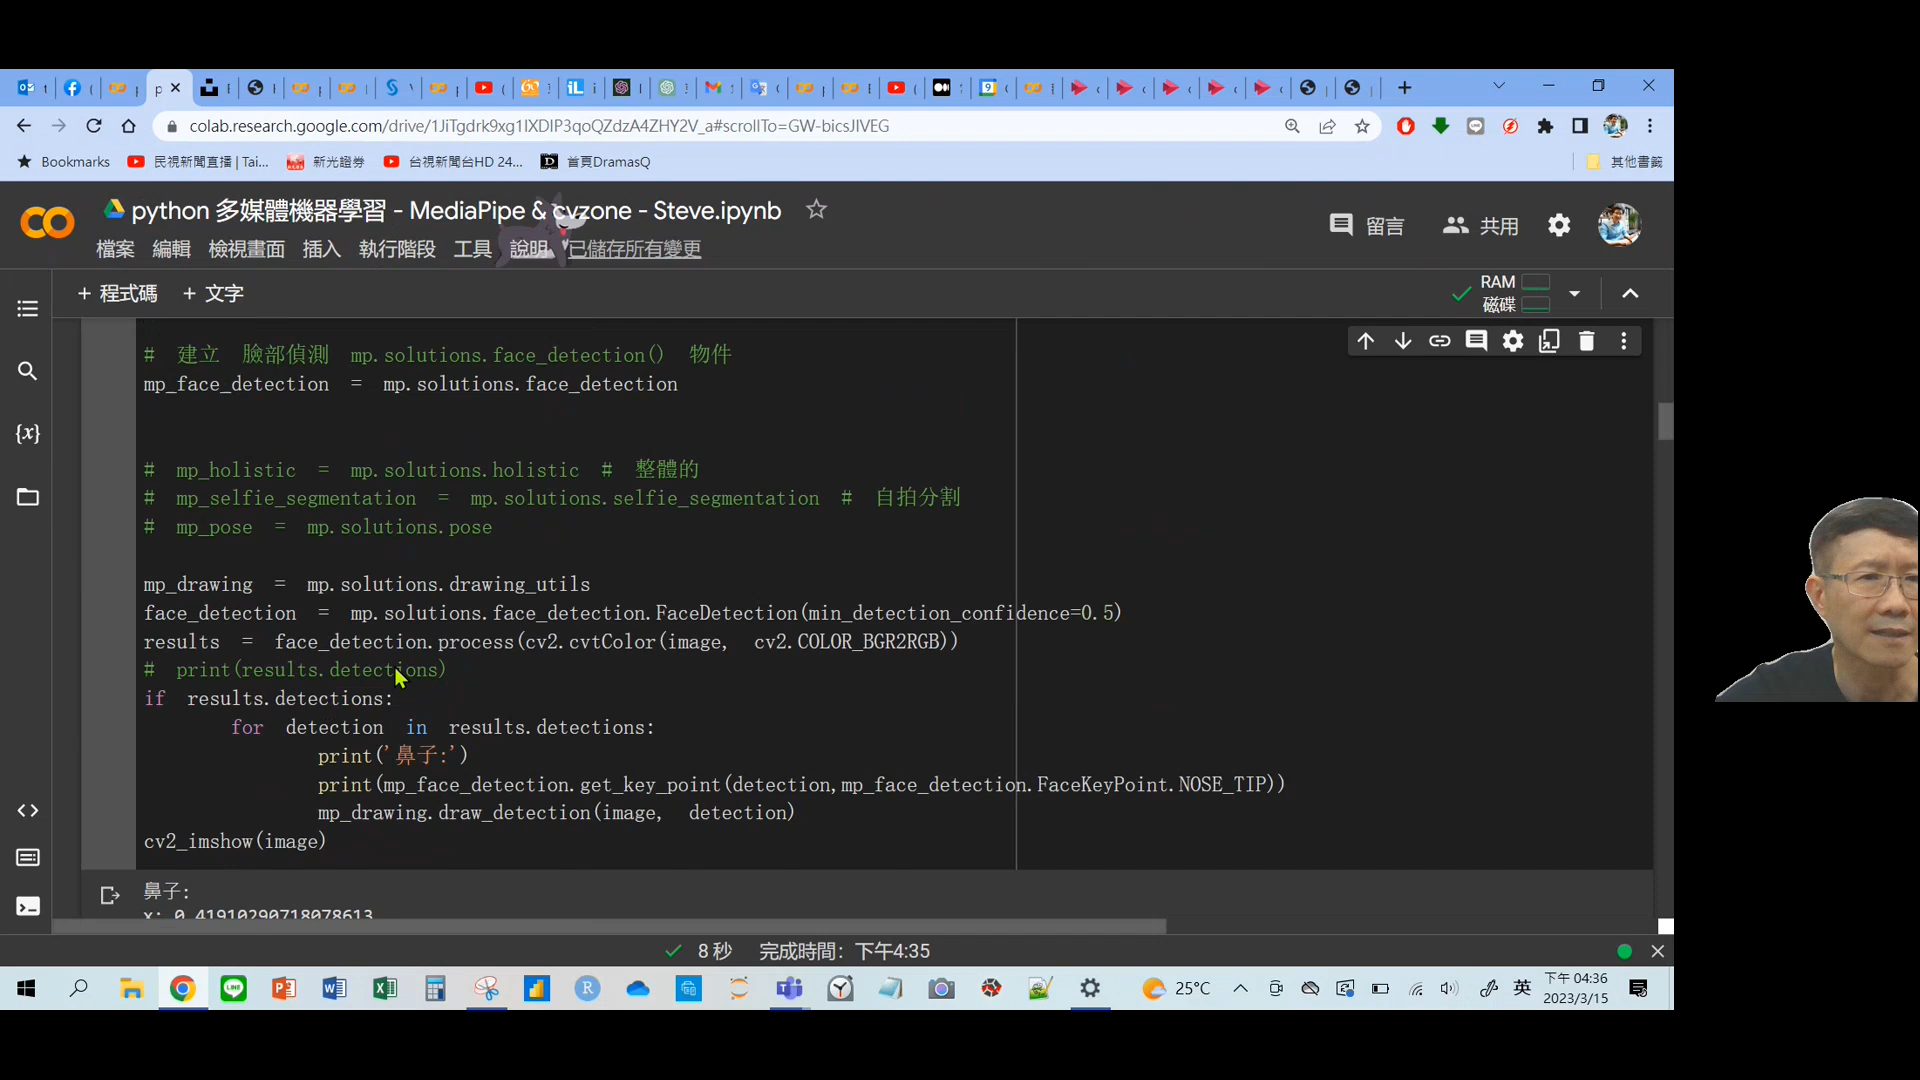 colab.research.google.com/drive/1JiTgdrk9xg1IXDIP3qoQZdzA4ZHY2V_a#scrollTo=GW-bicsJIVEG
Bookmarks 民視新聞直播 | Tai... 新光證券 台視新聞台HD 24... 首頁DramasQ 其他書籤
python 多媒體機器學習 - MediaPipe & cvzone - Steve.ipynb
留言 共用
檔案 編輯 檢視畫面 插入 執行階段 工具 說明 已儲存所有變更
+ 程式碼 + 文字
RAM
磁碟
# 建立 臉部偵測 mp.solutions.face_detection() 物件
mp_face_detection = mp.solutions.face_detection
# mp_holistic = mp.solutions.holistic # 整體的
# mp_selfie_segmentation = mp.solutions.selfie_segmentation # 自拍分割
# mp_pose = mp.solutions.pose
mp_drawing = mp.solutions.drawing_utils
face_detection = mp.solutions.face_detection.FaceDetection(min_detection_confidence=0.5)
results = face_detection.process(cv2.cvtColor(image, cv2.COLOR_BGR2RGB))
# print(results.detections)
if results.detections:
for detection in results.detections:
print('鼻子:')
print(mp_face_detection.get_key_point(detection,mp_face_detection.FaceKeyPoint.NOSE_TIP))
mp_drawing.draw_detection(image, detection)
cv2_imshow(image)
鼻子:
x: 0.41910290718078613
8 秒 完成時間: 下午4:35
25°C 英 下午 04:36
2023/3/15